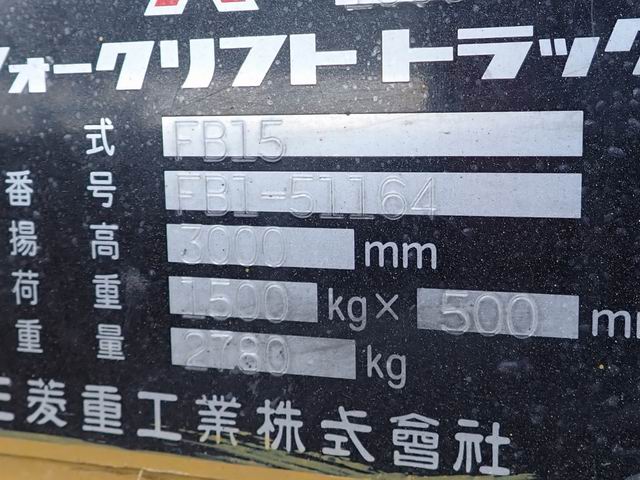 フォークリフトトラック
式 FB15
番号 FB1-51164
揚高 3000 mm
荷重 1500 kg× 500 mm
重量 2780 kg
三菱重工業株式會社